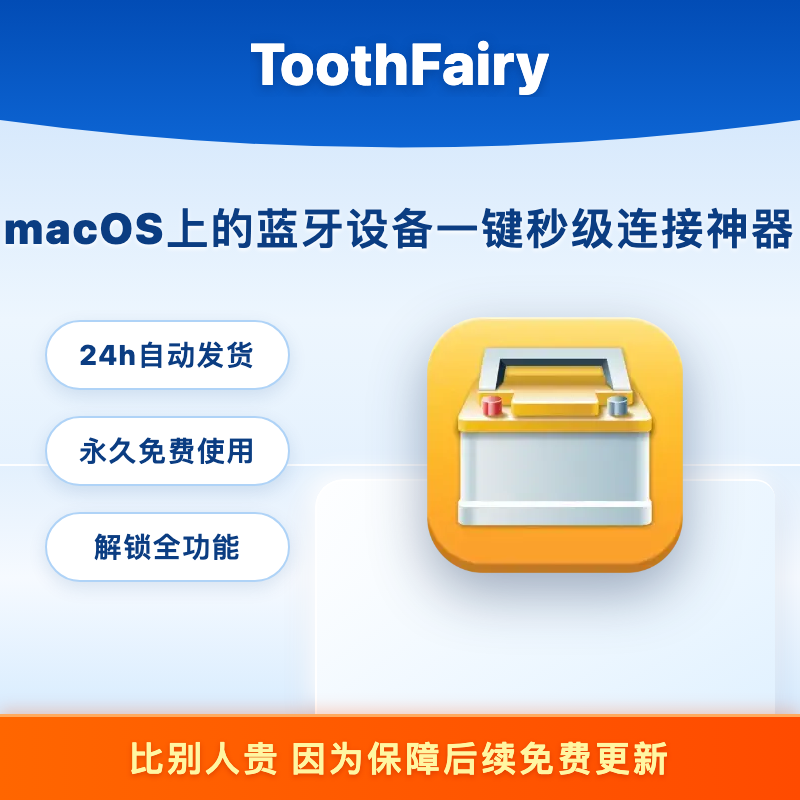 ToothFairy
macOS上的蓝牙设备一键秒级连接神器
24h自动发货
永久免费使用
解锁全功能
比别人贵 因为保障后续免费更新